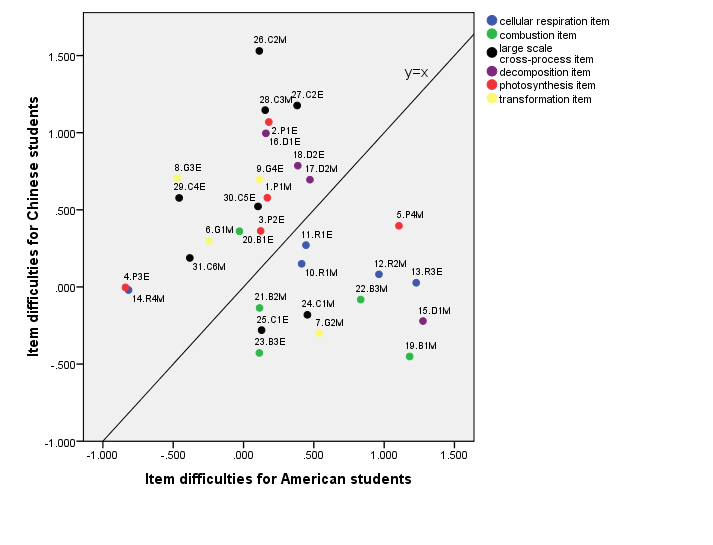 26.C2M
cellular respiration item
combustion item
large scale
cross-process item
decomposition item
photosynthesis item
transformation item
y=x
28.C3M
27.C2E
2.P1E
16.D1E
18.D2E
17.D2M
8.G3E
9.G4E
29.C4E
30.C5E
1.P1M
3.P2E
5.P4M
6.G1M
20.B1E
11.R1E
31.C6M
10.R1M
12.R2M
13.R3E
4.P3E
14.R4M
21.B2M
22.B3M
24.C1M
15.D1M
25.C1E
7.G2M
23.B3E
19.B1M
1.500
1.000
.500
.000
-.500
-1.000
-1.000 -.500 .000 .500 1.000 1.500
Item difficulties for Chinese students
Item difficulties for American students